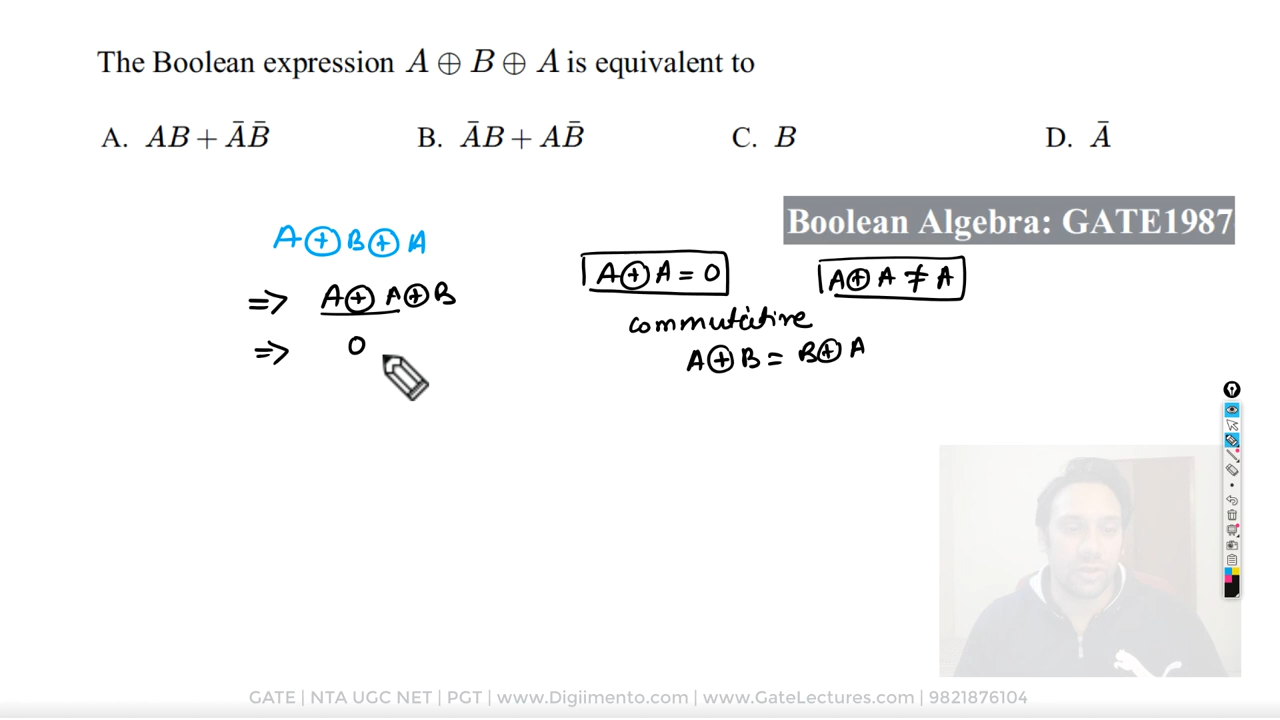 The Boolean expression A ⊕ B ⊕ A is equivalent to
A. AB + ĀB̄ B. ĀB + AB̄ C. B D. Ā
Boolean Algebra: GATE1987
A ⊕ B ⊕ A
A ⊕ A = 0 A ⊕ A ≠ A
=> A ⊕ A ⊕ B
commutative
=> 0
A ⊕ B = B ⊕ A
GATE | NTA UGC NET | PGT | www.Digiimento.com | www.GateLectures.com | 9821876104